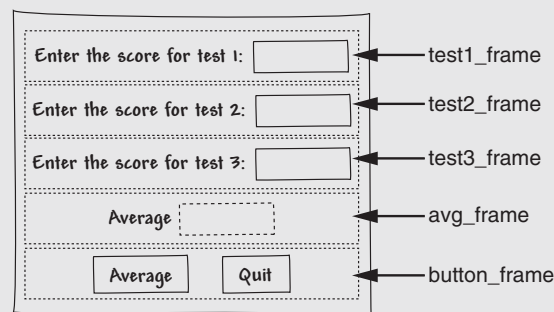 Enter the score for test 1: test1_frame
Enter the score for test 2: test2_frame
Enter the score for test 3: test3_frame
Average avg_frame
Average Quit button_frame